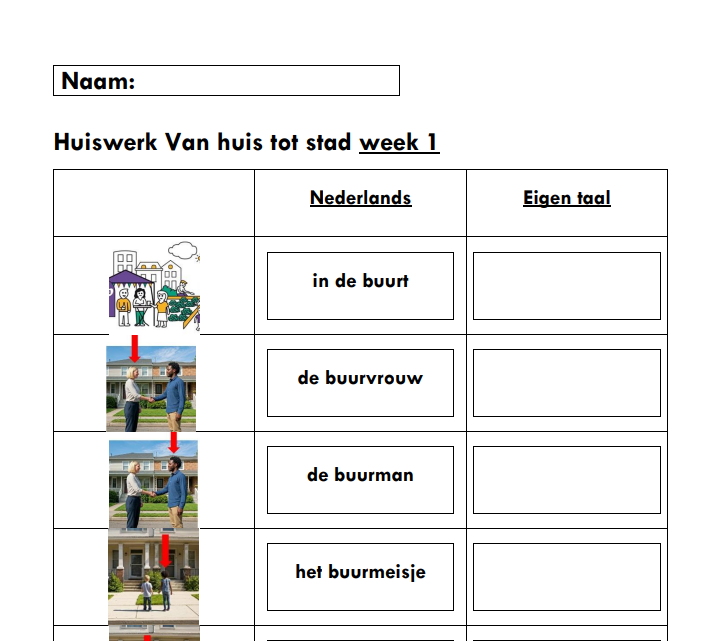 Naam:
Huiswerk Van huis tot stad week 1
Nederlands
Eigen taal
in de buurt
de buurvrouw
de buurman
het buurmeisje